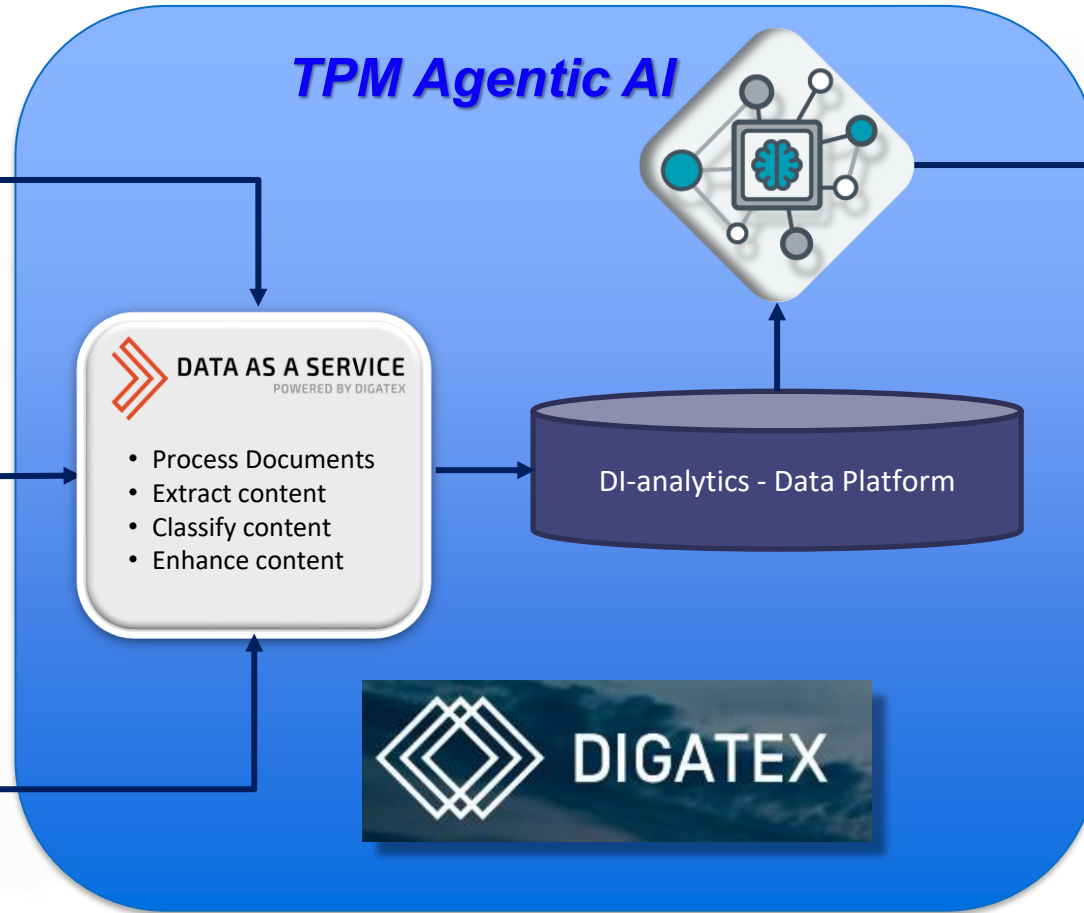 TPM Agentic AI
DATA AS A SERVICE
POWERED BY DIGATEX
• Process Documents
• Extract content
• Classify content
• Enhance content
DI-analytics - Data Platform
DIGATEX